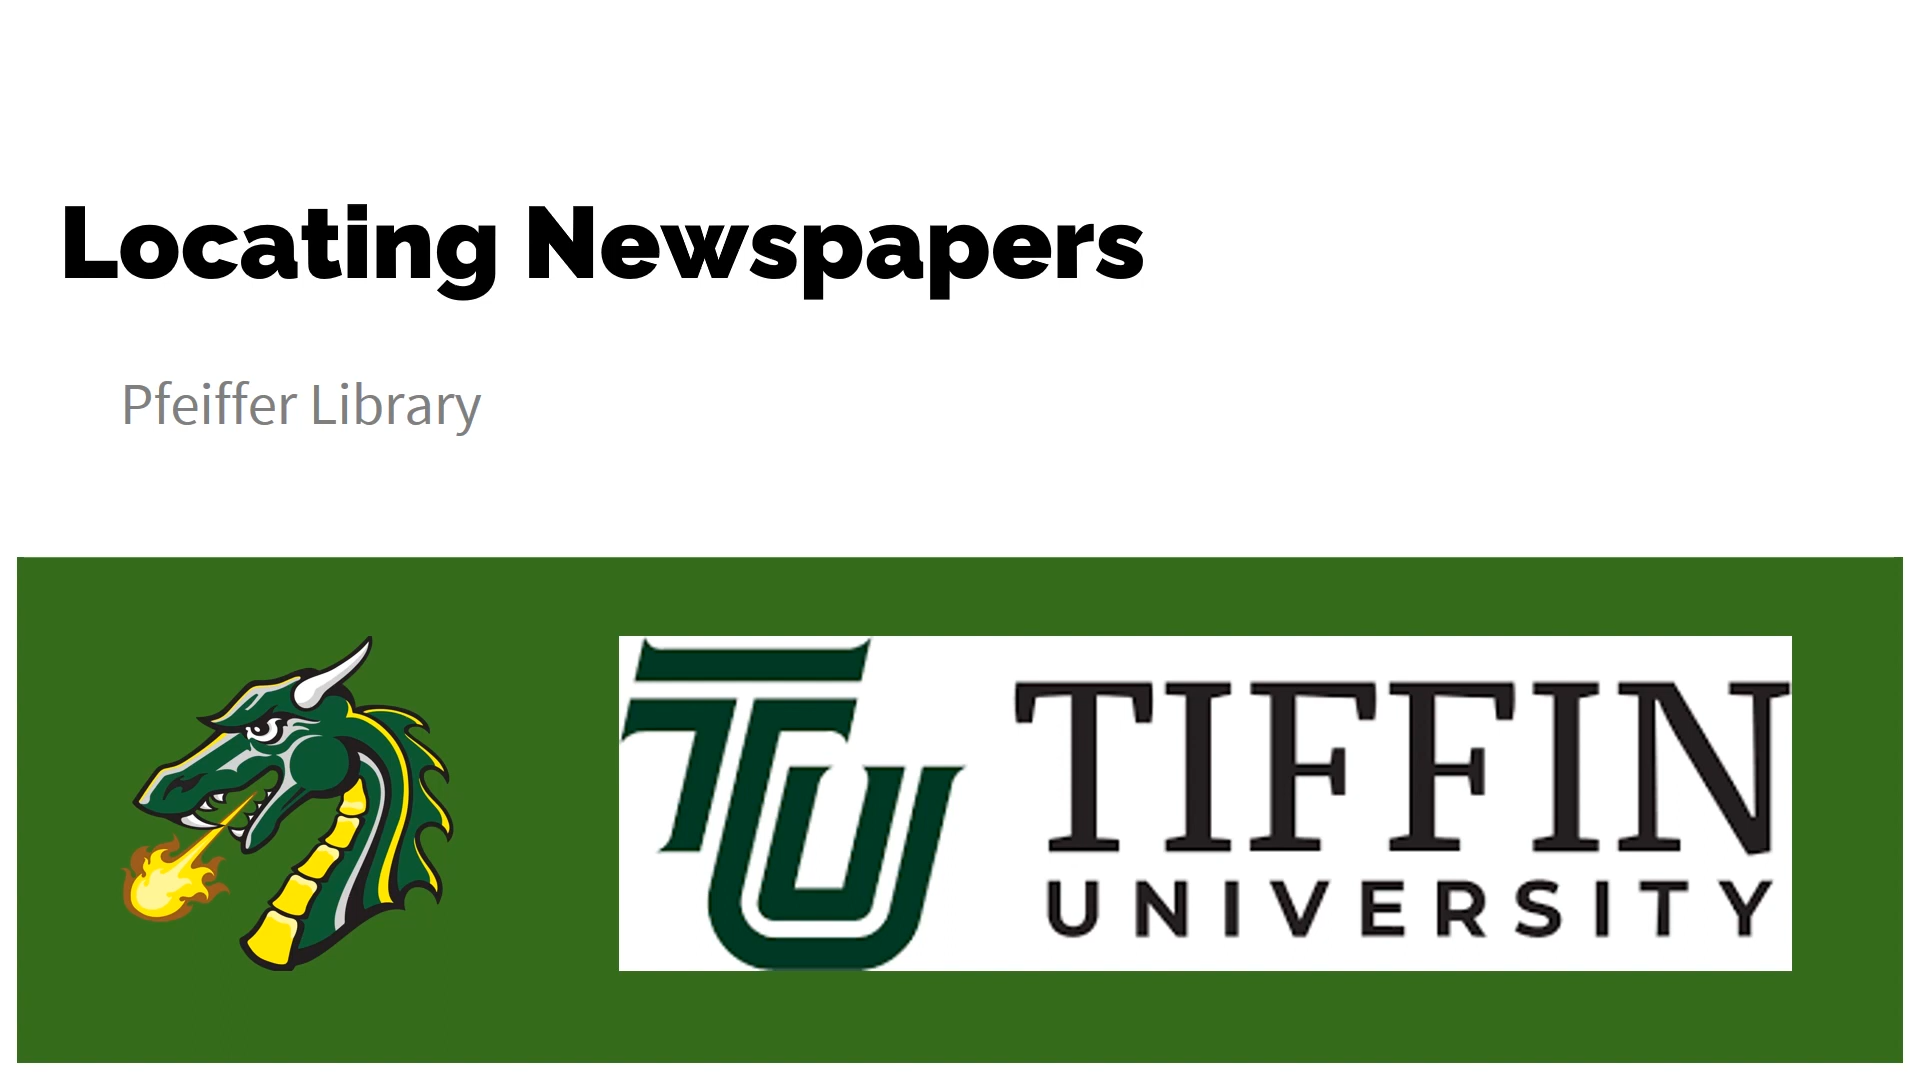 Locating Newspapers
Pfeiffer Library
TU
TIFFIN
UNIVERSITY